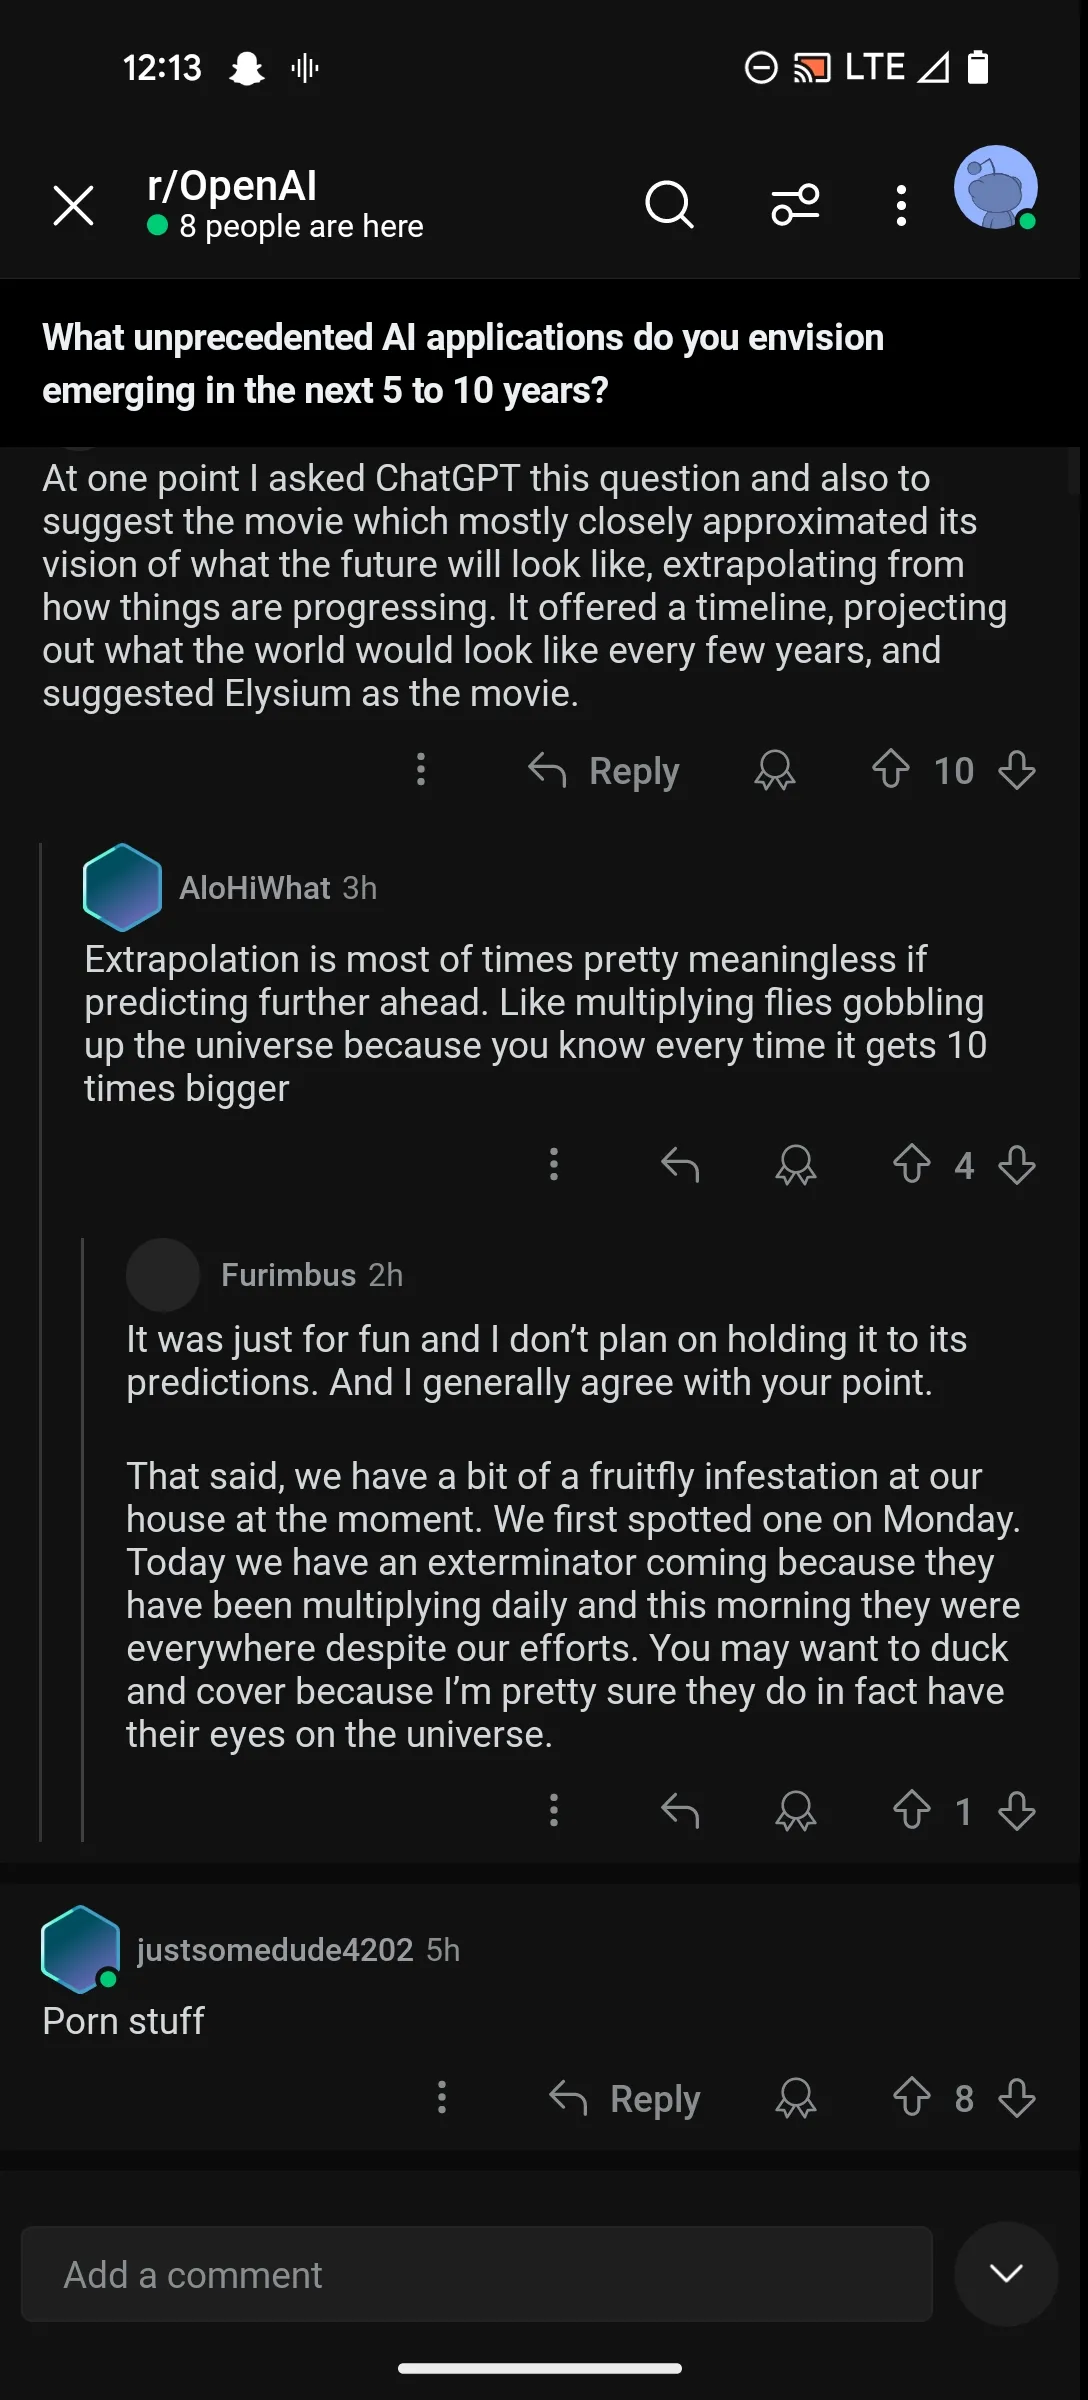 12:13
LTE
r/OpenAI
8 people are here
What unprecedented AI applications do you envision
emerging in the next 5 to 10 years?
At one point I asked ChatGPT this question and also to
suggest the movie which mostly closely approximated its
vision of what the future will look like, extrapolating from
how things are progressing. It offered a timeline, projecting
out what the world would look like every few years, and
suggested Elysium as the movie.
Reply
10
AloHiWhat 3h
Extrapolation is most of times pretty meaningless if
predicting further ahead. Like multiplying flies gobbling
up the universe because you know every time it gets 10
times bigger
4
Furimbus 2h
It was just for fun and I don’t plan on holding it to its
predictions. And I generally agree with your point.
That said, we have a bit of a fruitfly infestation at our
house at the moment. We first spotted one on Monday.
Today we have an exterminator coming because they
have been multiplying daily and this morning they were
everywhere despite our efforts. You may want to duck
and cover because I’m pretty sure they do in fact have
their eyes on the universe.
1
justsomedude4202 5h
Porn stuff
Reply
8
Add a comment